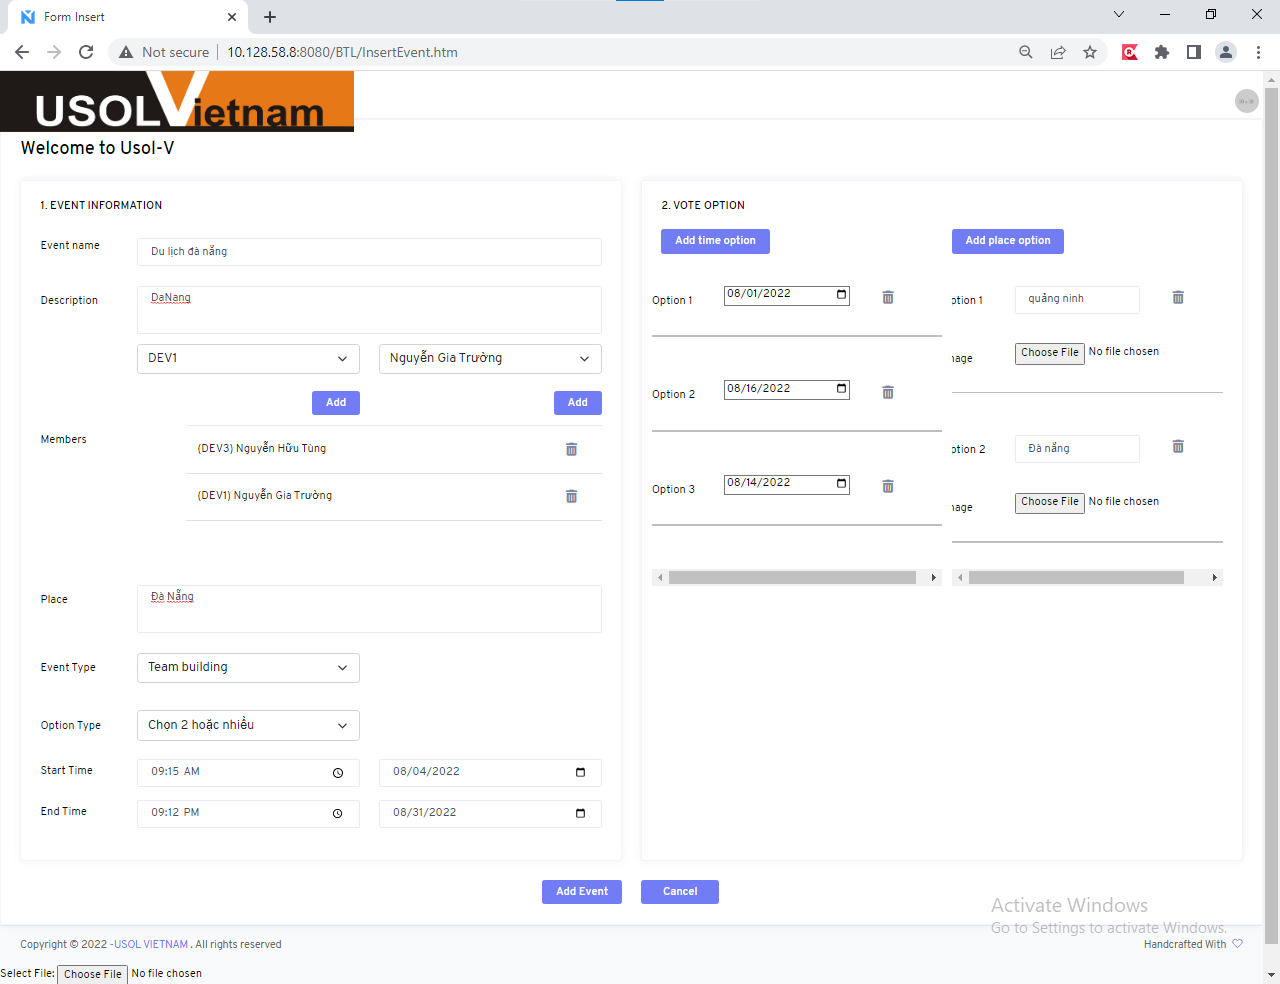 Form Insert
Not secure
10.128.58.8:8080/BTL/InsertEvent.htm
USOL Vietnam
Welcome to Usol-V
1. EVENT INFORMATION
Event name
Du lịch đà nẵng
Description
DaNang
DEV1
Nguyễn Gia Trường
Add
Add
Members
(DEV3) Nguyễn Hữu Tùng
(DEV1) Nguyễn Gia Trường
Place
Đà Nẵng
Event Type
Team building
Option Type
Chọn 2 hoặc nhiều
Start Time
09:15 AM
08/04/2022
End Time
09:12 PM
08/31/2022
2. VOTE OPTION
Add time option
Option 1
08/01/2022
Option 2
08/16/2022
Option 3
08/14/2022
Add place option
ption 1
quảng ninh
nage
Choose File No file chosen
ption 2
Đà nẵng
nage
Choose File No file chosen
Add Event
Cancel
Activate Windows
Go to Settings to activate Windows.
Copyright © 2022 -USOL VIETNAM . All rights reserved
Handcrafted With
Select File: Choose File No file chosen